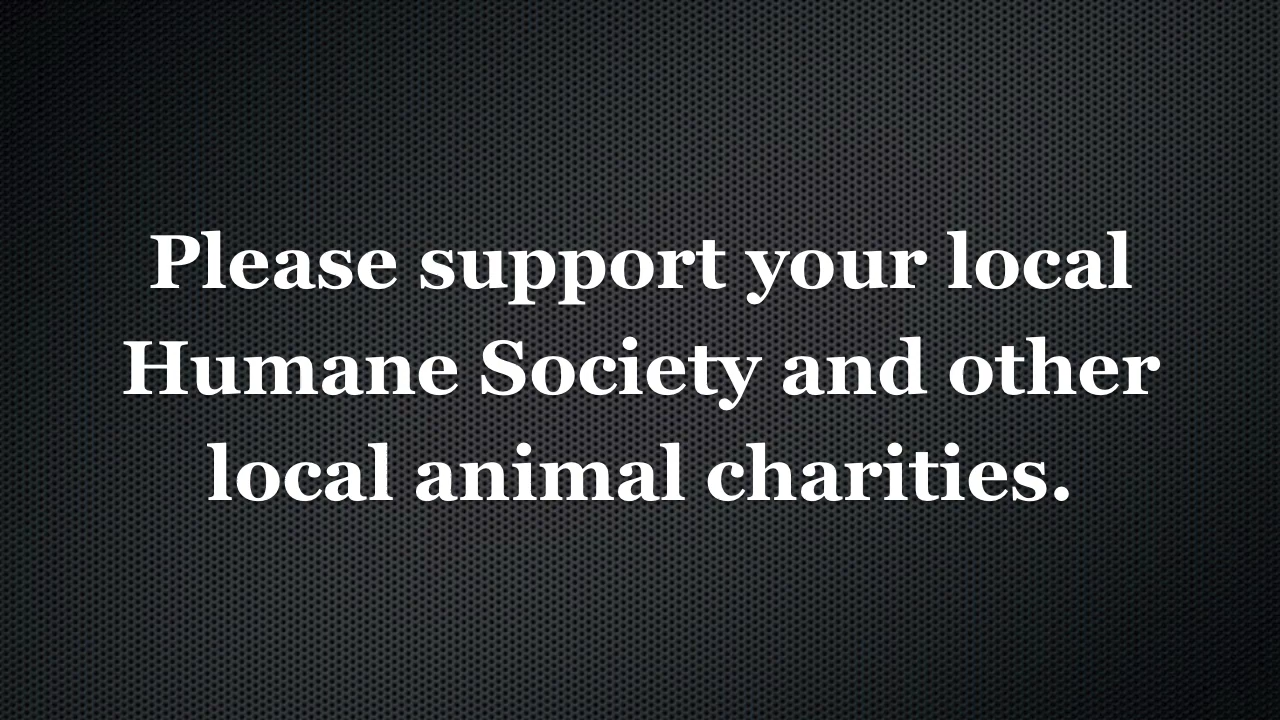 Please support your local
Humane Society and other
local animal charities.